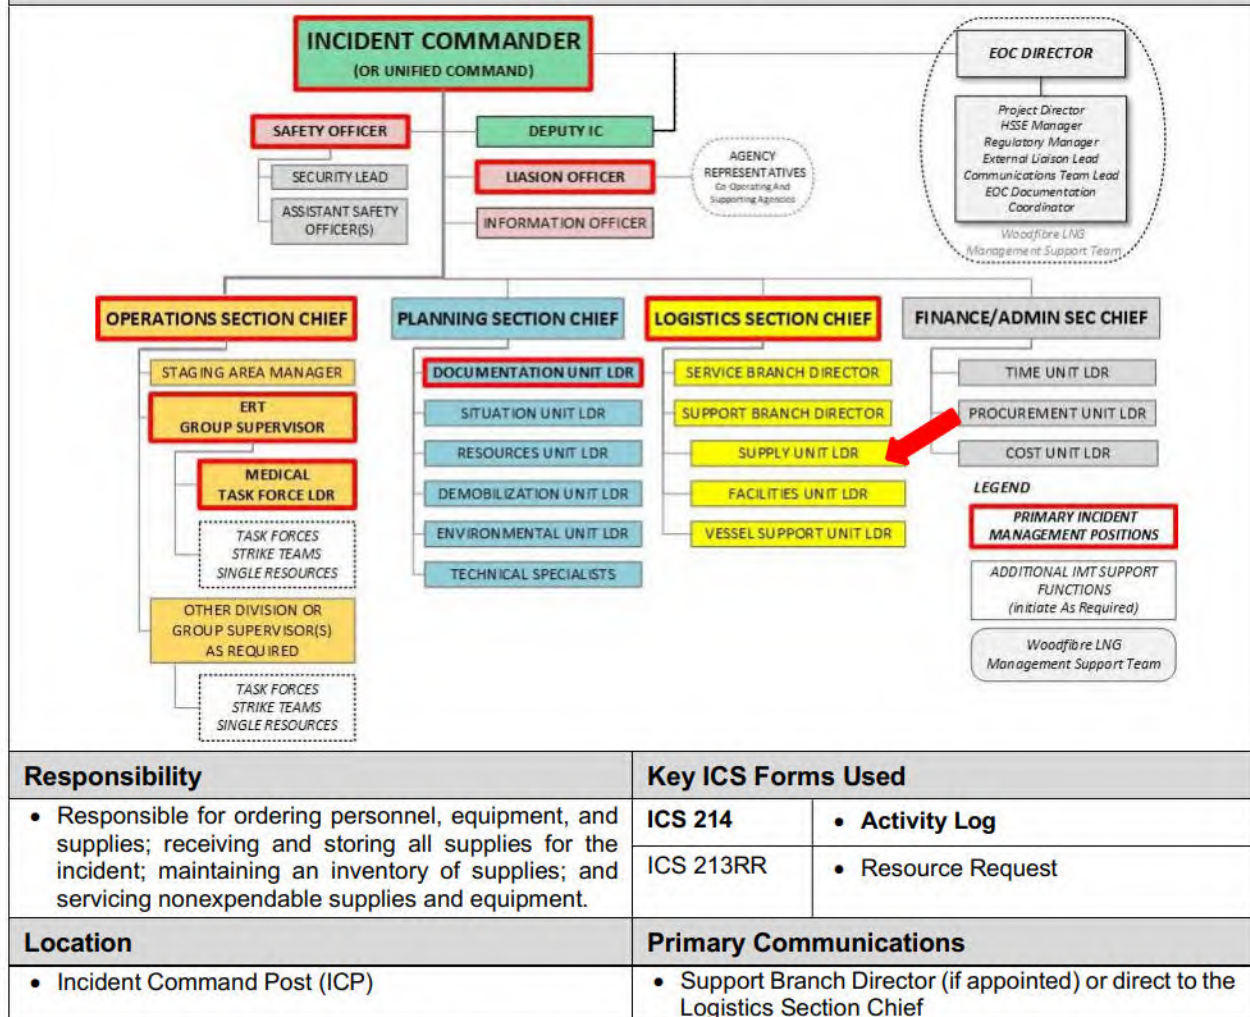 INCIDENT COMMANDER
(OR UNIFIED COMMAND)
EOC DIRECTOR
Project Director
HSSE Manager
Regulatory Manager
External Liaison Lead
Communications Team Lead
EOC Documentation
Coordinator
Woodfibre LNG
Management Support Team
SAFETY OFFICER
SECURITY LEAD
ASSISTANT SAFETY
OFFICER(S)
DEPUTY IC
LIASION OFFICER
INFORMATION OFFICER
AGENCY
REPRESENTATIVES
Co-Operating And
Supporting Agencies
OPERATIONS SECTION CHIEF
STAGING AREA MANAGER
ERT
GROUP SUPERVISOR
MEDICAL
TASK FORCE LDR
TASK FORCES
STRIKE TEAMS
SINGLE RESOURCES
OTHER DIVISION OR
GROUP SUPERVISOR(S)
AS REQUIRED
TASK FORCES
STRIKE TEAMS
SINGLE RESOURCES
PLANNING SECTION CHIEF
DOCUMENTATION UNIT LDR
SITUATION UNIT LDR
RESOURCES UNIT LDR
DEMOBILIZATION UNIT LDR
ENVIRONMENTAL UNIT LDR
TECHNICAL SPECIALISTS
LOGISTICS SECTION CHIEF
SERVICE BRANCH DIRECTOR
SUPPORT BRANCH DIRECTOR
SUPPLY UNIT LDR
FACILITIES UNIT LDR
VESSEL SUPPORT UNIT LDR
FINANCE/ADMIN SEC CHIEF
TIME UNIT LDR
PROCUREMENT UNIT LDR
COST UNIT LDR
LEGEND
PRIMARY INCIDENT
MANAGEMENT POSITIONS
ADDITIONAL IMT SUPPORT
FUNCTIONS
(initiate As Required)
Woodfibre LNG
Management Support Team
Responsibility
• Responsible for ordering personnel, equipment, and
supplies; receiving and storing all supplies for the
incident; maintaining an inventory of supplies; and
servicing nonexpendable supplies and equipment.
Key ICS Forms Used
ICS 214 • Activity Log
ICS 213RR • Resource Request
Location
• Incident Command Post (ICP)
Primary Communications
• Support Branch Director (if appointed) or direct to the
Logistics Section Chief